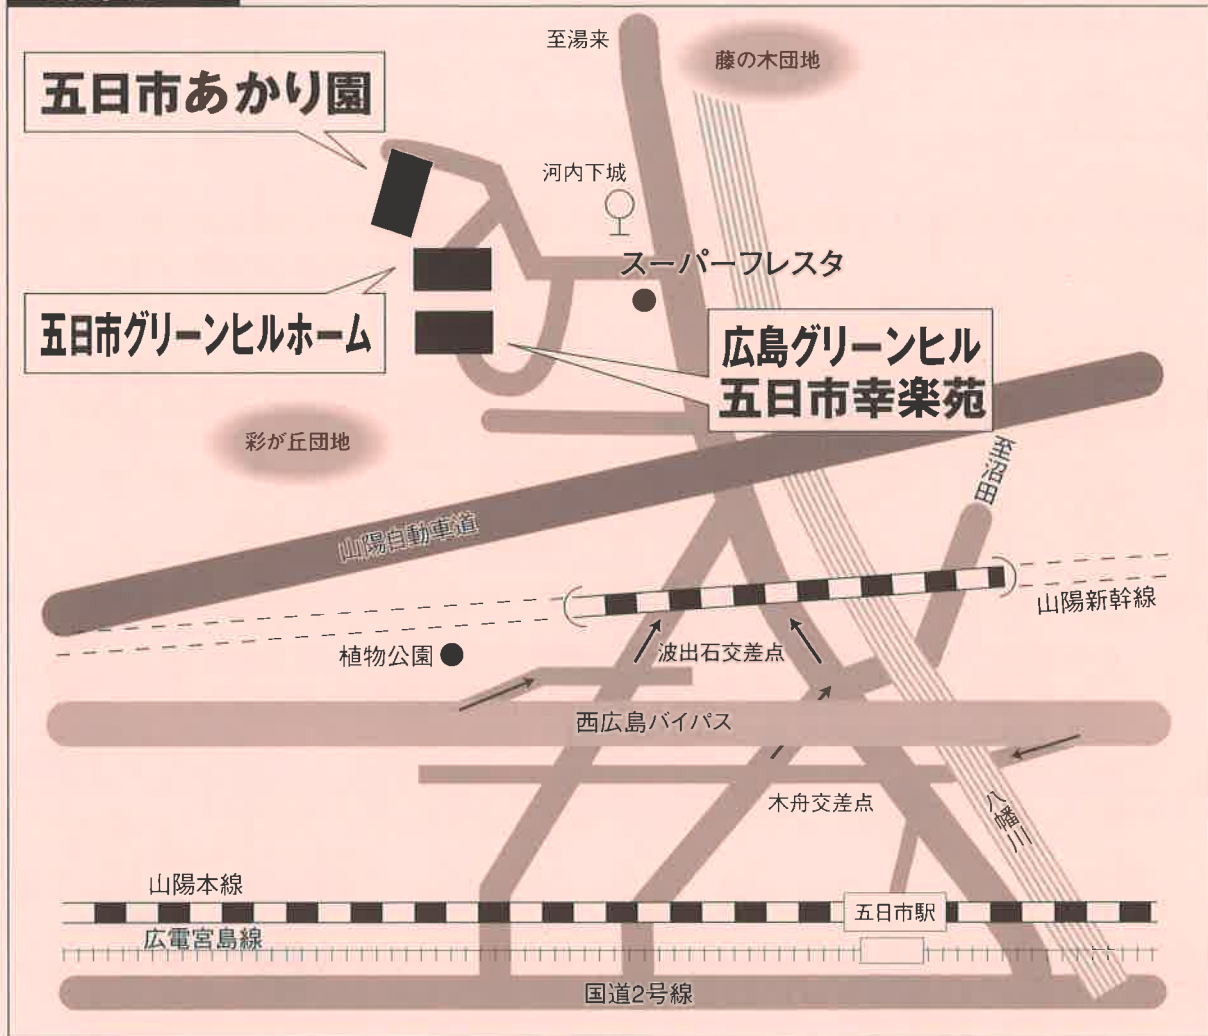 至湯来
藤の木団地
五日市あかり園
河内下城
スーパーフレスタ
五日市グリーンヒルホーム
広島グリーンヒル
五日市幸楽苑
彩が丘団地
至沼田
山陽自動車道
山陽新幹線
植物公園
波出石交差点
西広島バイパス
木舟交差点
八幡川
山陽本線
五日市駅
広電宮島線
国道2号線